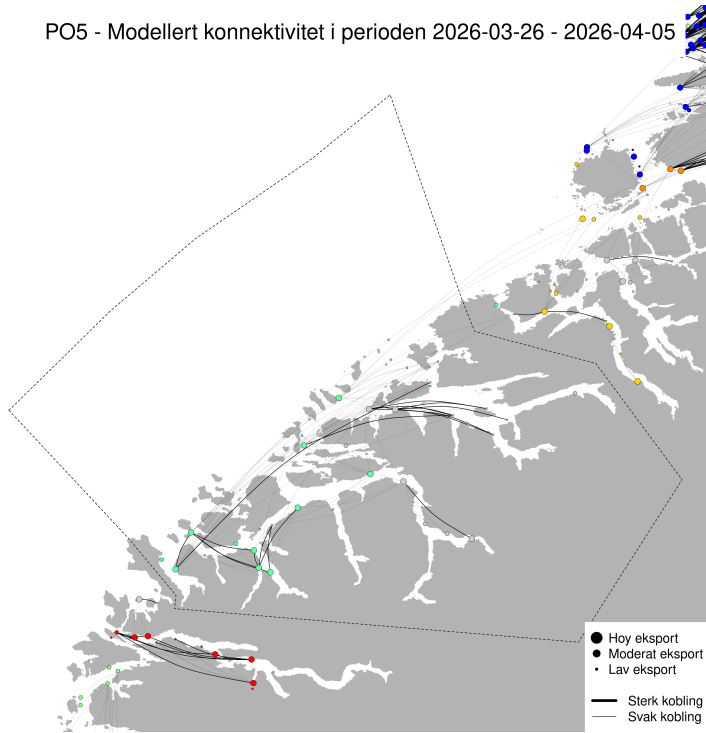 PO5 - Modellert konnektivitet i perioden 2026-03-26 - 2026-04-05
Hoy eksport
Moderat eksport
Lav eksport
Sterk kobling
Svak kobling